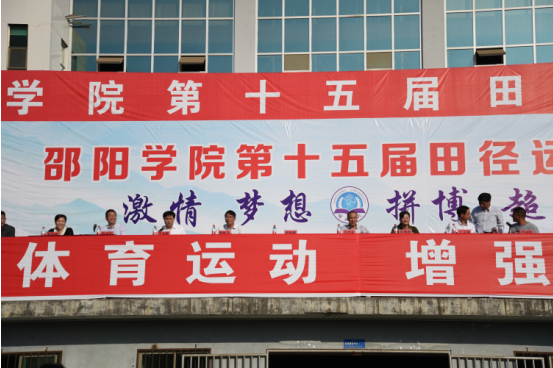 学院第十五届田
邵阳学院第十五届田径运
激情 梦想 拼博 超
体育运动 增强